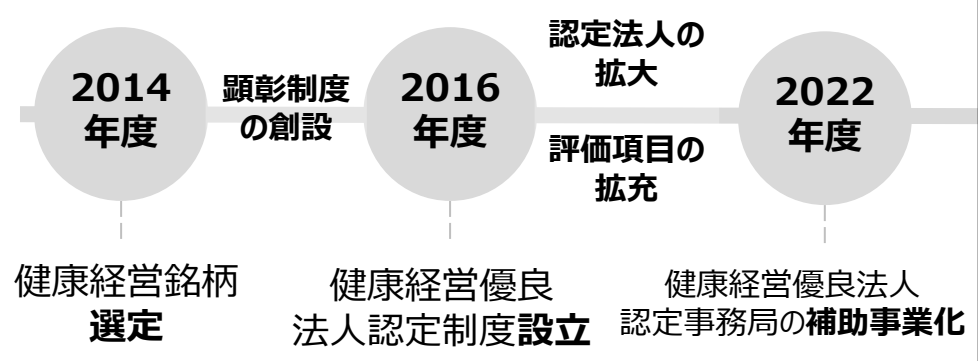 2014
年度
顕彰制度
の創設
2016
年度
認定法人の
拡大
評価項目の
拡充
2022
年度
健康経営銘柄
選定
健康経営優良
法人認定制度設立
健康経営優良法人
認定事務局の補助事業化